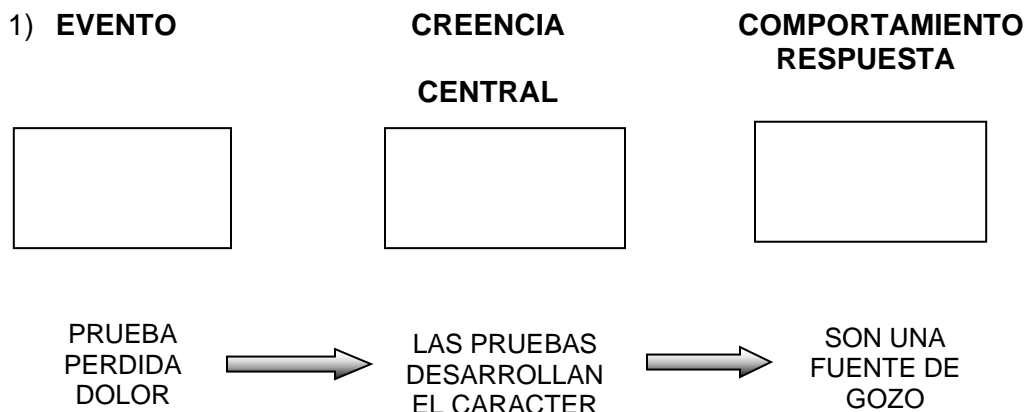 1) EVENTO CREENCIA COMPORTAMIENTO
RESPUESTA
CENTRAL
PRUEBA
PERDIDA
DOLOR
LAS PRUEBAS
DESARROLLAN
EL CARACTER
SON UNA
FUENTE DE
GOZO